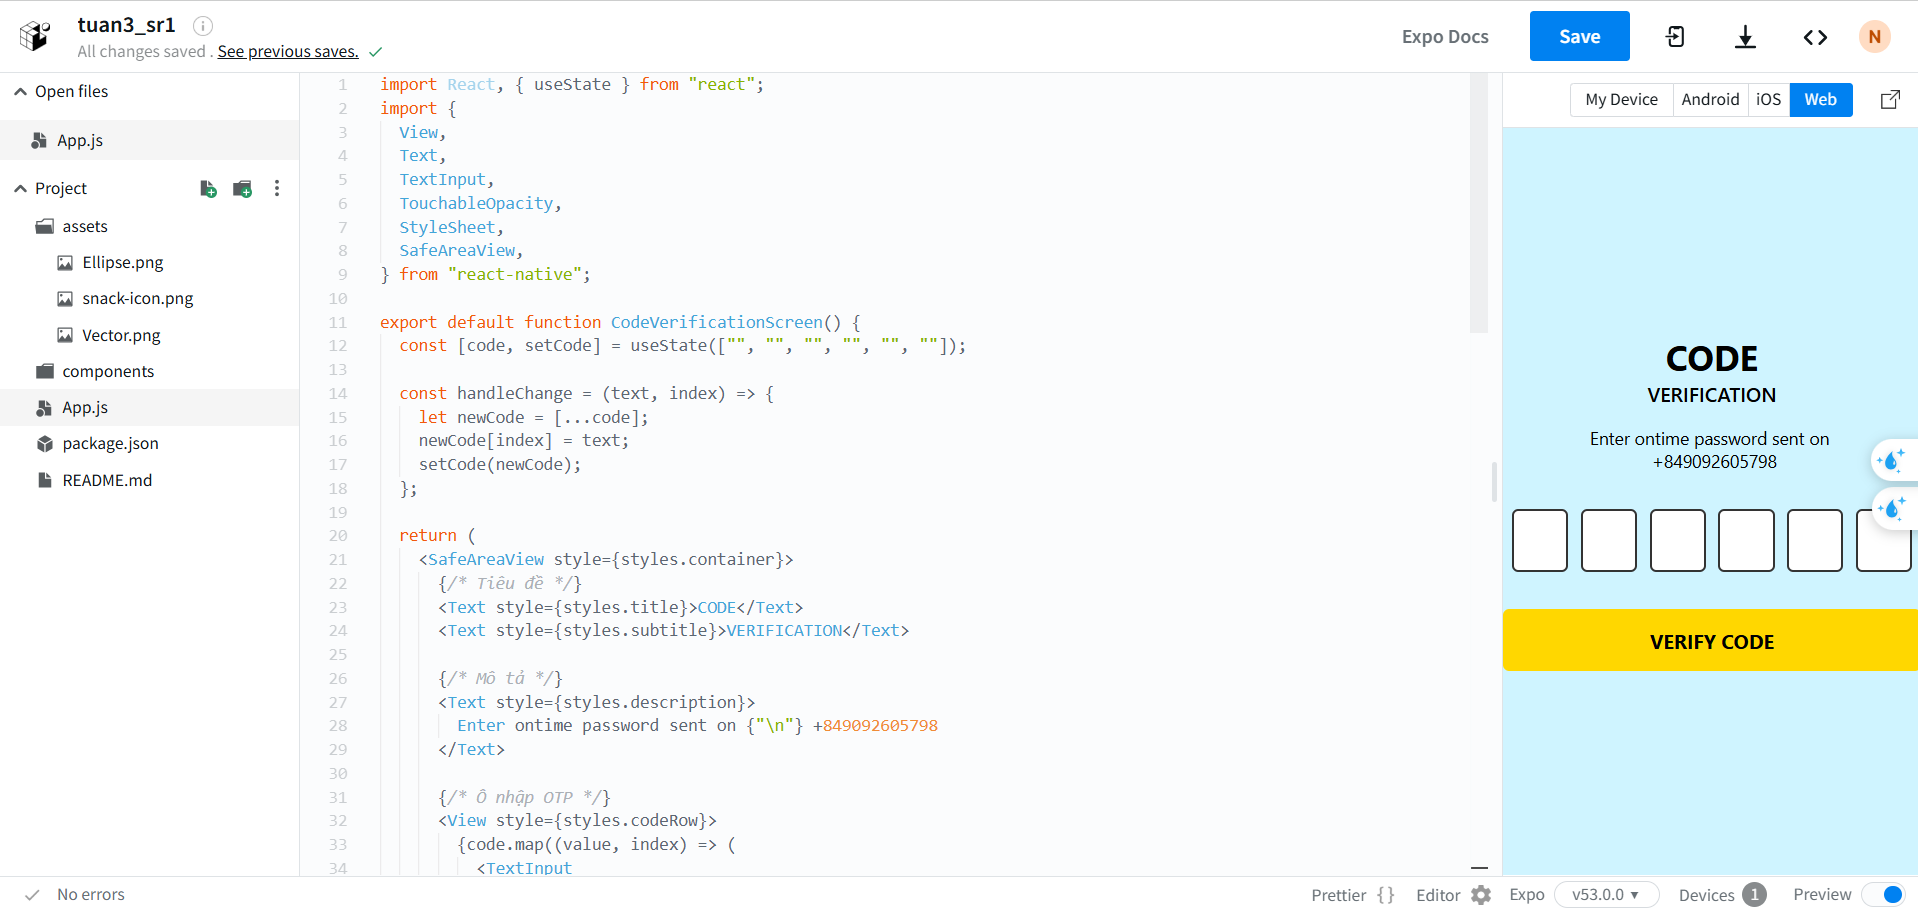 tuan3_sr1
All changes saved . See previous saves.
Expo Docs
Save
N
Open files
App.js
Project
assets
Ellipse.png
snack-icon.png
Vector.png
components
App.js
package.json
README.md
1 import React, { useState } from "react";
2 import {
3 View,
4 Text,
5 TextInput,
6 TouchableOpacity,
7 StyleSheet,
8 SafeAreaView,
9 } from "react-native";
10
11 export default function CodeVerificationScreen() {
12 const [code, setCode] = useState(["", "", "", "", "", ""]);
13
14 const handleChange = (text, index) => {
15 let newCode = [...code];
16 newCode[index] = text;
17 setCode(newCode);
18 };
19
20 return (
21 <SafeAreaView style={styles.container}>
22 {/* Tiêu đề */}
23 <Text style={styles.title}>CODE</Text>
24 <Text style={styles.subtitle}>VERIFICATION</Text>
25
26 {/* Mô tả */}
27 <Text style={styles.description}>
28 Enter ontime password sent on {"\n"} +849092605798
29 </Text>
30
31 {/* Ô nhập OTP */}
32 <View style={styles.codeRow}>
33 {code.map((value, index) => (
34 <TextInput
My Device
Android
iOS
Web
CODE
VERIFICATION
Enter ontime password sent on
+849092605798
VERIFY CODE
No errors
Prettier {}
Editor
Expo
v53.0.0
Devices 1
Preview